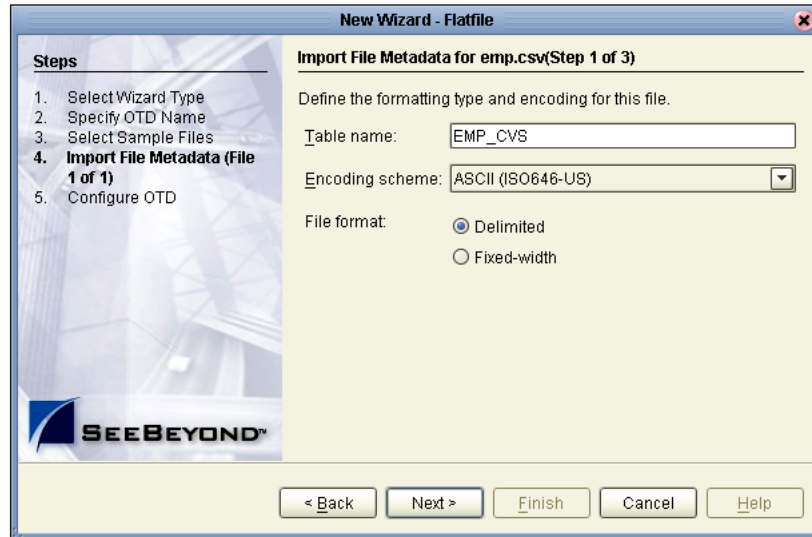 New Wizard - Flatfile
Steps
1. Select Wizard Type
2. Specify OTD Name
3. Select Sample Files
4. Import File Metadata (File
1 of 1)
5. Configure OTD
SEEBEYOND™
Import File Metadata for emp.csv(Step 1 of 3)
Define the formatting type and encoding for this file.
Table name: EMP_CVS
Encoding scheme: ASCII (ISO646-US)
File format: Delimited
Fixed-width
< Back Next > Finish Cancel Help